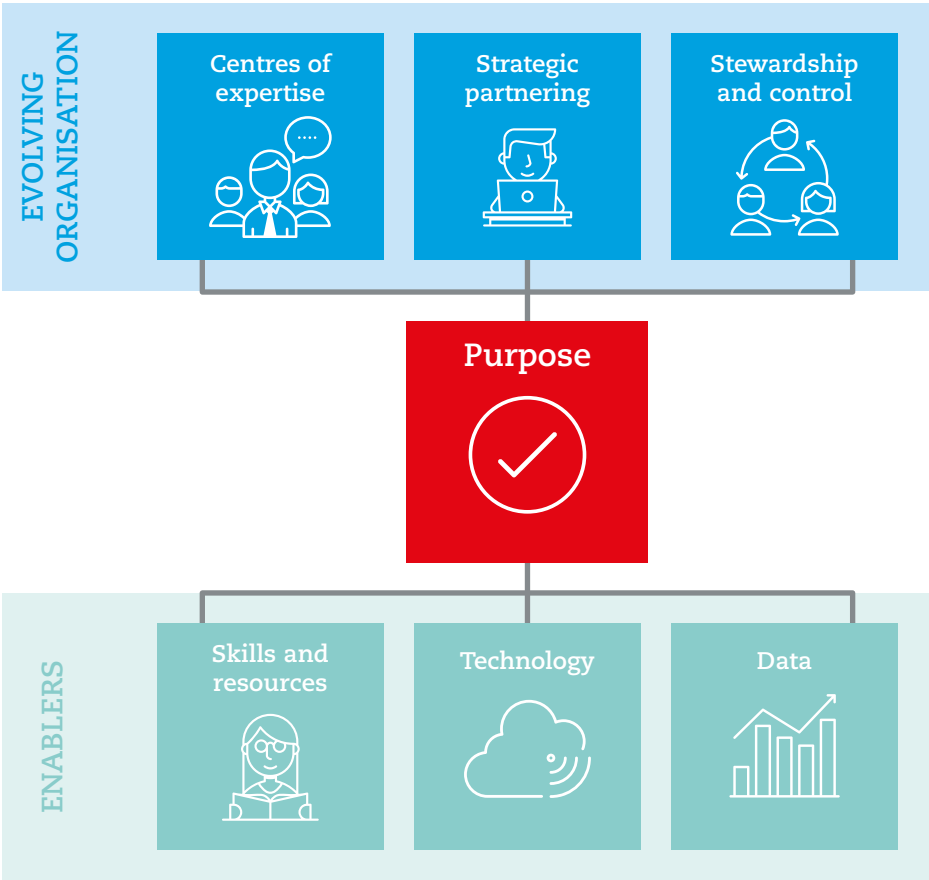 EVOLVING
ORGANISATION
Centres of
expertise
Strategic
partnering
Stewardship
and control
Purpose
ENABLERS
Skills and
resources
Technology
Data